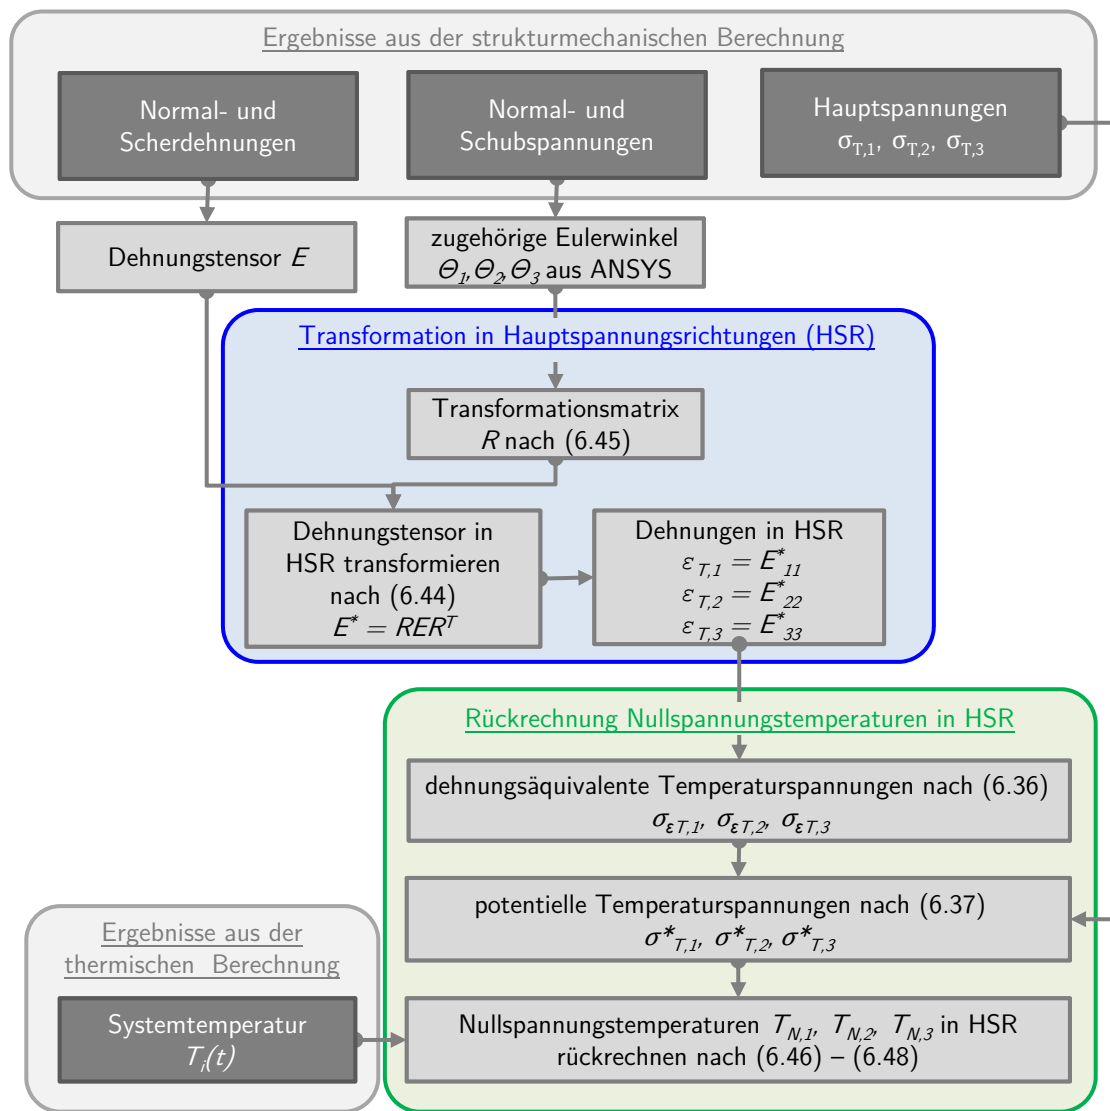 Ergebnisse aus der strukturmechanischen Berechnung
Normal- und
Scherdehnungen
Normal- und
Schubspannungen
Hauptspannungen
σT,1, σT,2, σT,3
Dehnungstensor E
zugehörige Eulerwinkel
Θ1,Θ2,Θ3 aus ANSYS
Transformation in Hauptspannungsrichtungen (HSR)
Transformationsmatrix
R nach (6.45)
Dehnungstensor in
HSR transformieren
nach (6.44)
E* = RERᵀ
Dehnungen in HSR
εT,1 = E*11
εT,2 = E*22
εT,3 = E*33
Rückrechnung Nullspannungstemperaturen in HSR
dehnungsäquivalente Temperaturspannungen nach (6.36)
σεT,1, σεT,2, σεT,3
potentielle Temperaturspannungen nach (6.37)
σ*T,1, σ*T,2, σ*T,3
Ergebnisse aus der
thermischen Berechnung
Systemtemperatur
Ti(t)
Nullspannungstemperaturen TN,1, TN,2, TN,3 in HSR
rückrechnen nach (6.46) – (6.48)